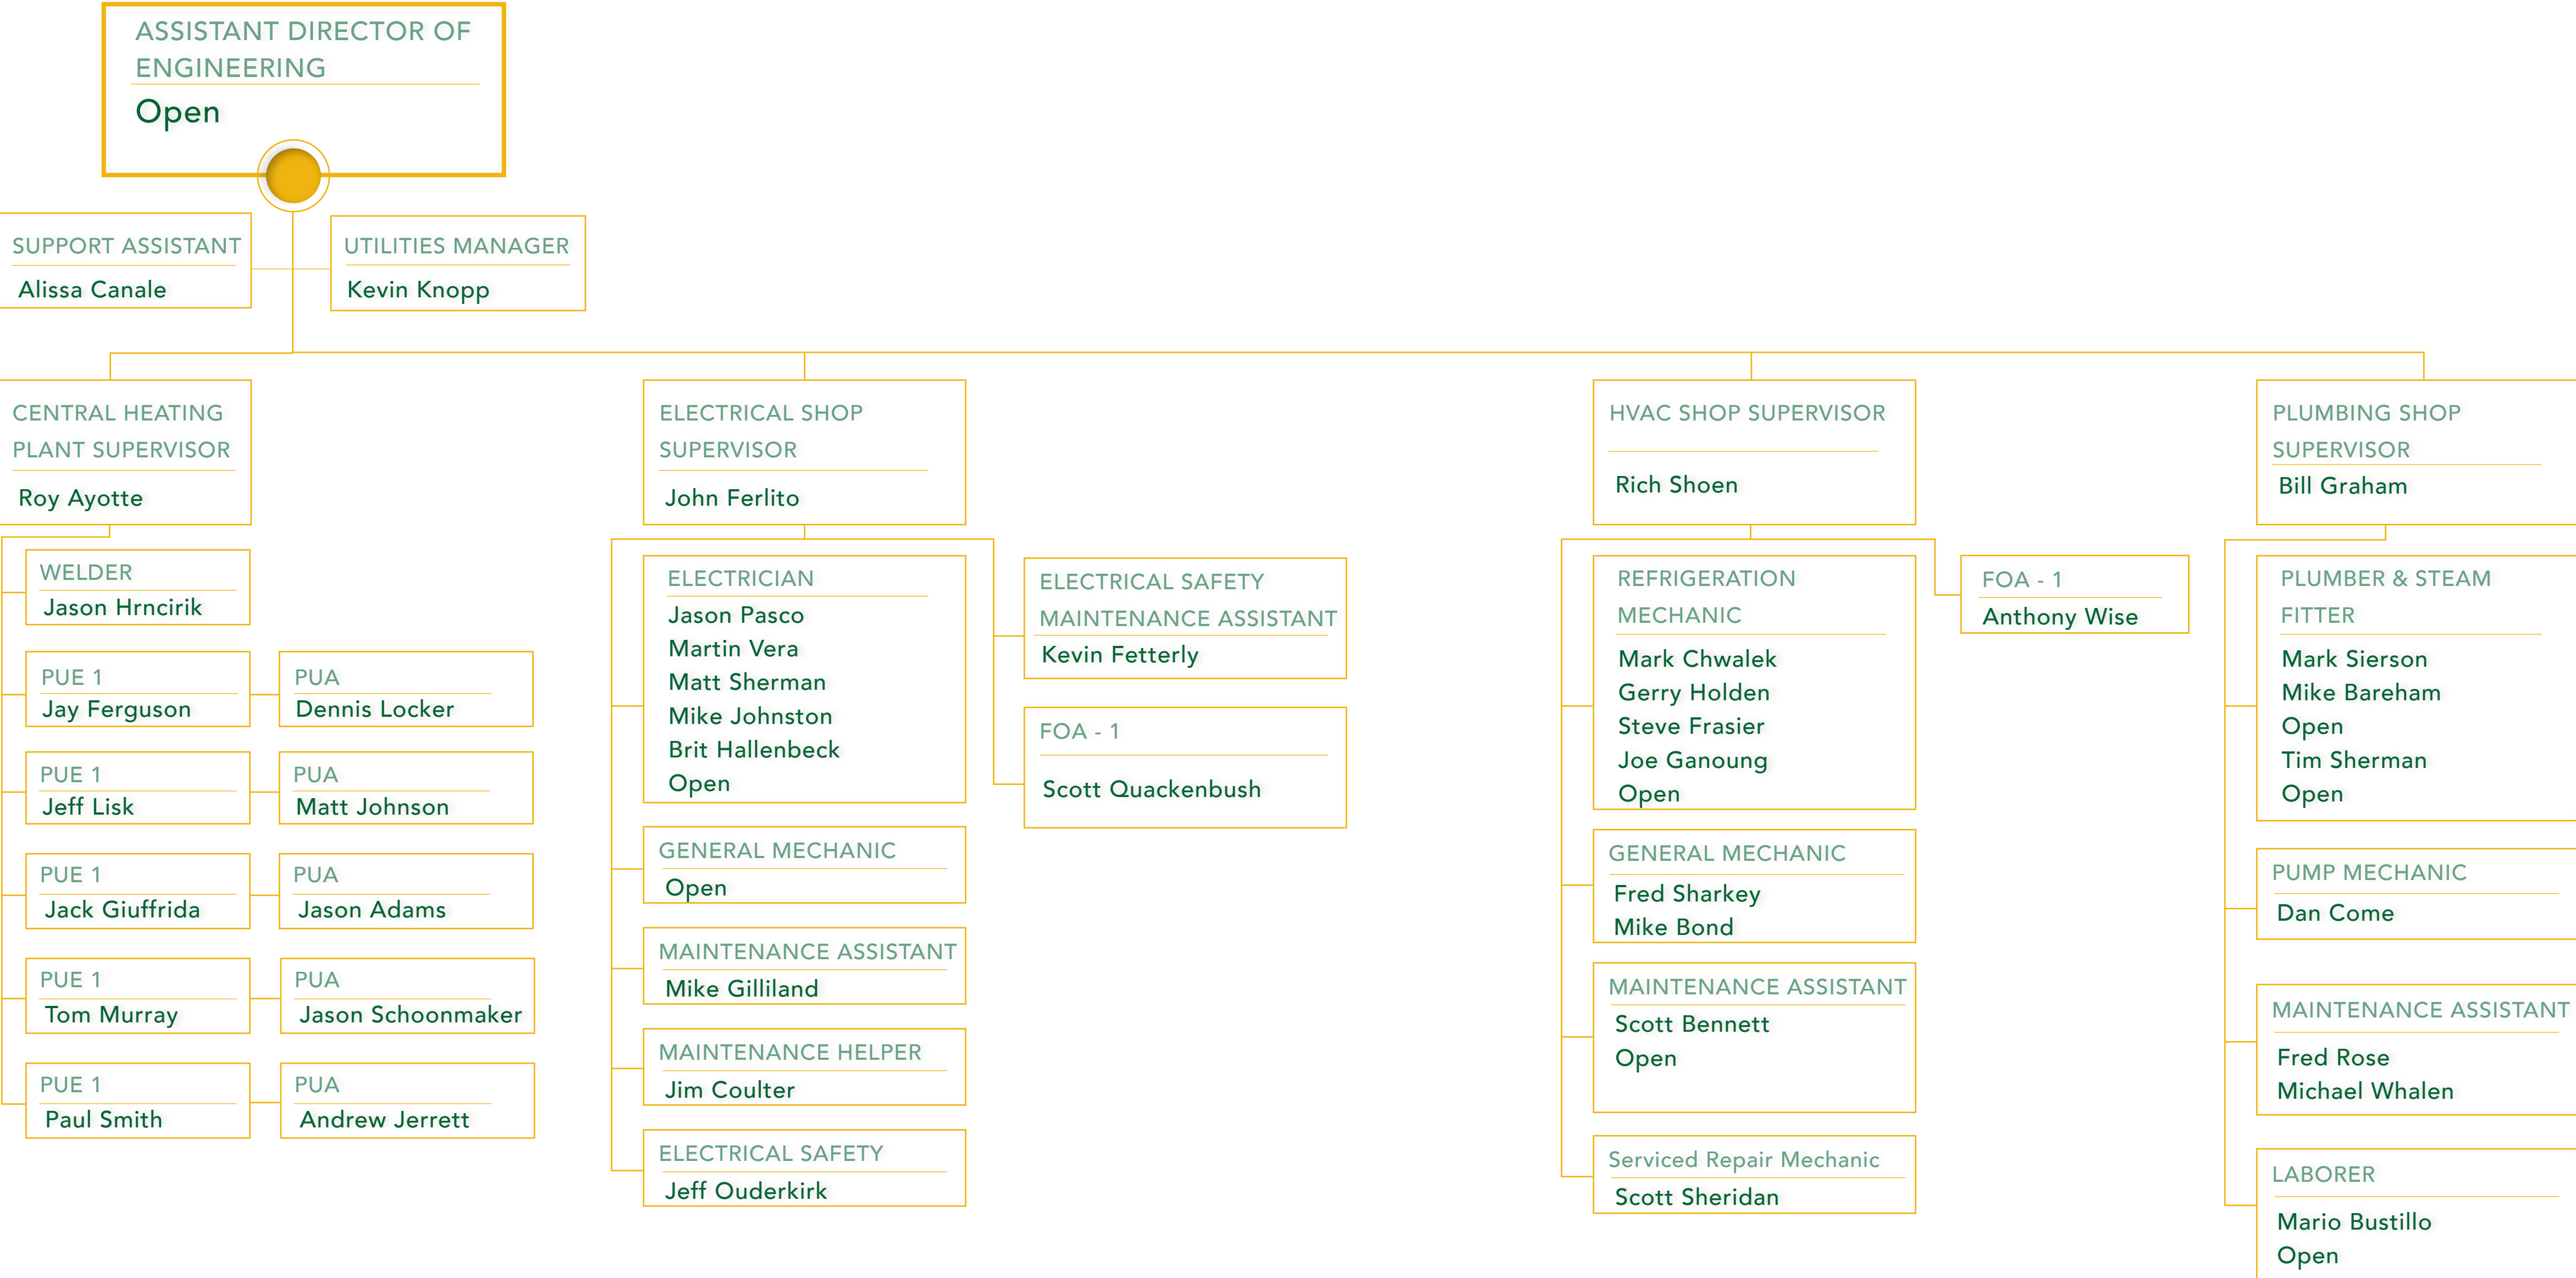 ASSISTANT DIRECTOR OF
ENGINEERING
Open
SUPPORT ASSISTANT
Alissa Canale
UTILITIES MANAGER
Kevin Knopp
CENTRAL HEATING
PLANT SUPERVISOR
Roy Ayotte
WELDER
Jason Hrncirik
PUE 1
Jay Ferguson
PUA
Dennis Locker
PUE 1
Jeff Lisk
PUA
Matt Johnson
PUE 1
Jack Giuffrida
PUA
Jason Adams
PUE 1
Tom Murray
PUA
Jason Schoonmaker
PUE 1
Paul Smith
PUA
Andrew Jerrett
ELECTRICAL SHOP
SUPERVISOR
John Ferlito
ELECTRICIAN
Jason Pasco
Martin Vera
Matt Sherman
Mike Johnston
Brit Hallenbeck
Open
GENERAL MECHANIC
Open
MAINTENANCE ASSISTANT
Mike Gilliland
MAINTENANCE HELPER
Jim Coulter
ELECTRICAL SAFETY
Jeff Ouderkirk
ELECTRICAL SAFETY
MAINTENANCE ASSISTANT
Kevin Fetterly
FOA - 1
Scott Quackenbush
HVAC SHOP SUPERVISOR
Rich Shoen
REFRIGERATION
MECHANIC
Mark Chwalek
Gerry Holden
Steve Frasier
Joe Ganoung
Open
GENERAL MECHANIC
Fred Sharkey
Mike Bond
MAINTENANCE ASSISTANT
Scott Bennett
Open
Serviced Repair Mechanic
Scott Sheridan
FOA - 1
Anthony Wise
PLUMBING SHOP
SUPERVISOR
Bill Graham
PLUMBER & STEAM
FITTER
Mark Sierson
Mike Bareham
Open
Tim Sherman
Open
PUMP MECHANIC
Dan Come
MAINTENANCE ASSISTANT
Fred Rose
Michael Whalen
LABORER
Mario Bustillo
Open